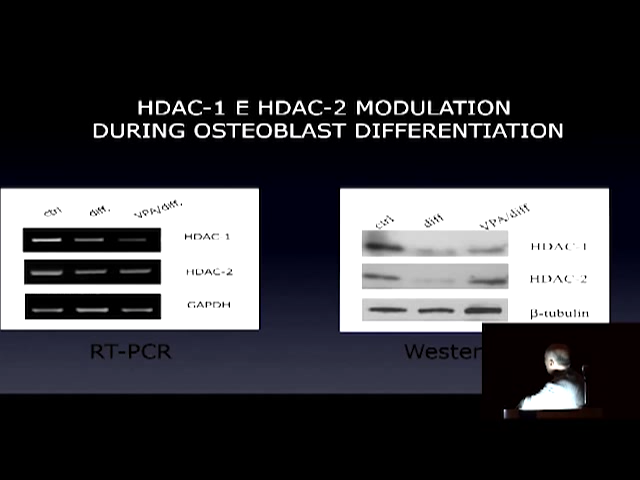 HDAC-1 E HDAC-2 MODULATION
DURING OSTEOBLAST DIFFERENTIATION
ctrl diff. VPA/diff.
HDAC-1
HDAC-2
GAPDH
RT-PCR
ctrl diff VPA/diff
HDAC-1
HDAC-2
β-tubulin
Wester